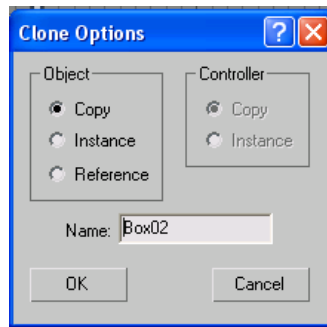 Clone Options
Object
Controller
Copy
Copy
Instance
Instance
Reference
Name: Box02
OK
Cancel